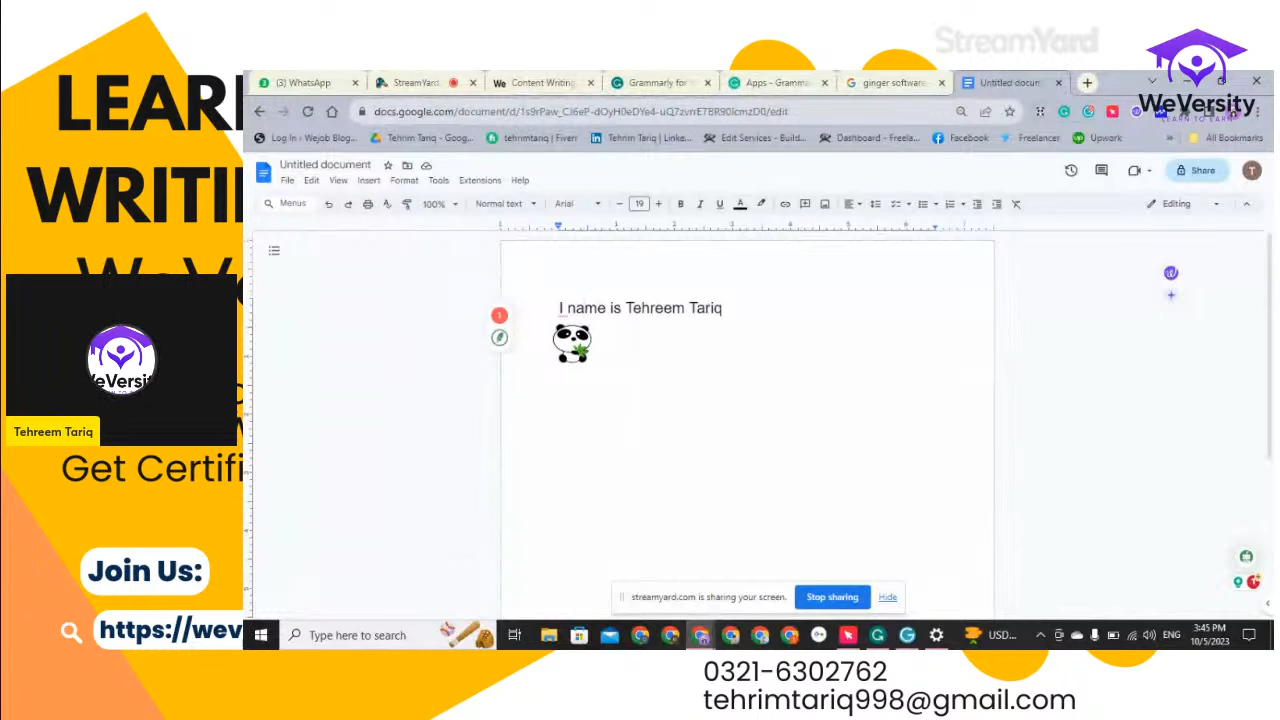 StreamYard
WeVersity
LEARN TO EARN
LEAR
WRITI
WeV
Get Certifi
Join Us:
https://wev
Tehreem Tariq
(3) WhatsApp
StreamYard
Content Writing
Grammarly for
Apps - Gramma
ginger software
Untitled docum
docs.google.com/document/d/
/edit
Log In ‹ Wejob Blog...
Tehrim Tariq - Goog...
tehrimtariq | Fiverr
Tehrim Tariq | Linke...
Edit Services - Build...
Dashboard - Freela...
Facebook
Freelancer
Upwork
»
All Bookmarks
Untitled document
File Edit View Insert Format Tools Extensions Help
Share
T
Menus
100%
Normal text
Arial
19
B I U A
Editing
I name is Tehreem Tariq
streamyard.com is sharing your screen.
Stop sharing
Hide
Type here to search
USD...
ENG
3:45 PM
10/5/2023
0321-6302762
tehrimtariq998@gmail.com